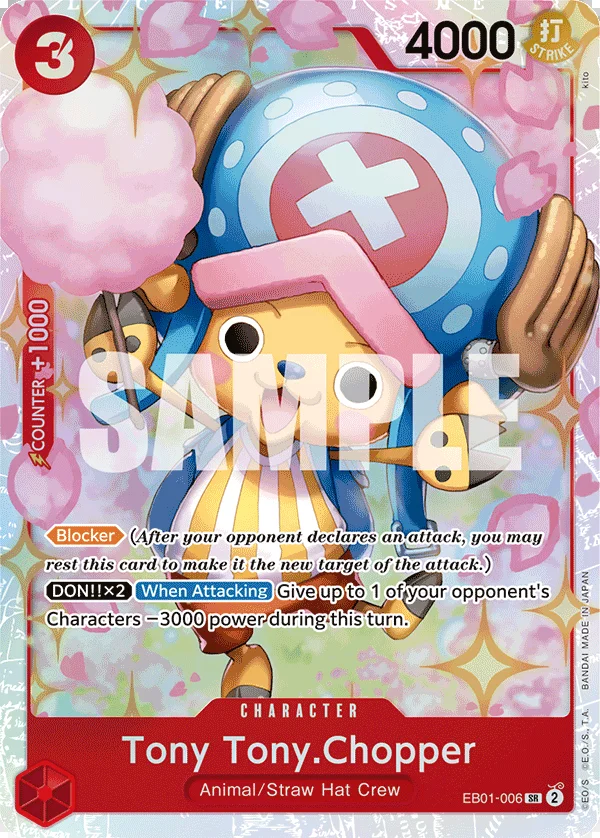 3
4000
打
STRIKE
kito
COUNTER +1000
SAMPLE
Blocker (After your opponent declares an attack, you may
rest this card to make it the new target of the attack.)
DON!!×2 When Attacking Give up to 1 of your opponent's
Characters −3000 power during this turn.
CHARACTER
Tony Tony.Chopper
Animal/Straw Hat Crew
EB01-006 SR 2
©E.O/S ©E.O./S., T.A. BANDAI MADE IN JAPAN